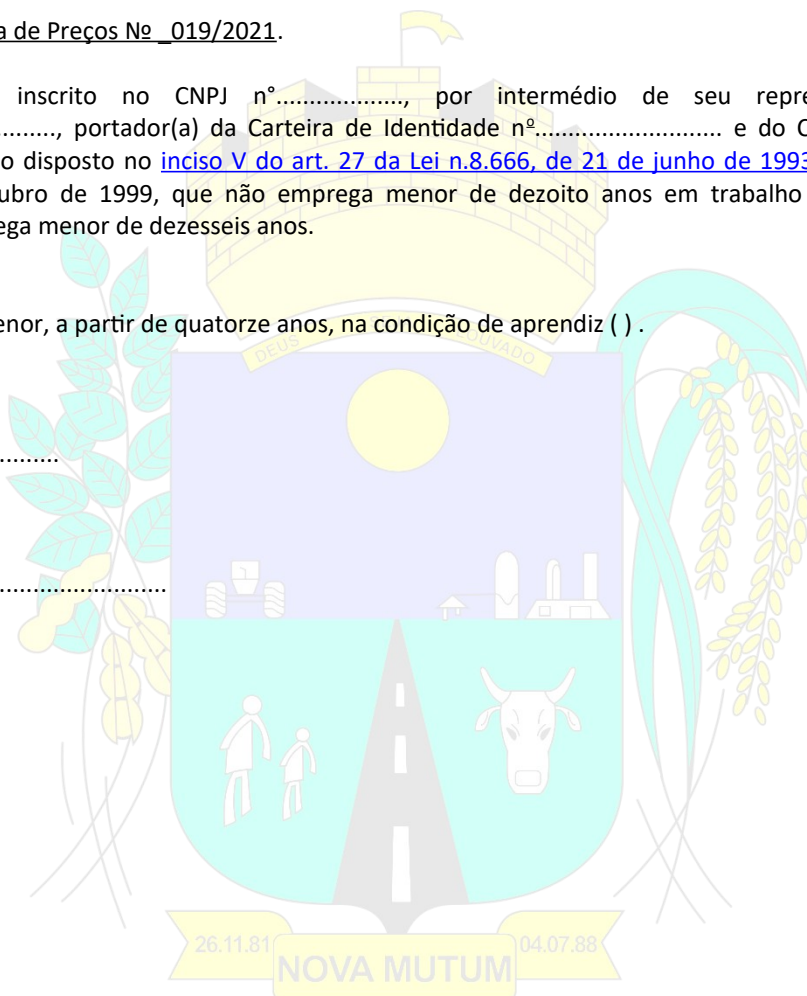 a de Preços Nº _019/2021.
inscrito no CNPJ n°..................., por intermédio de seu repre
.........., portador(a) da Carteira de Identidade nº............................ e do C
o disposto no inciso V do art. 27 da Lei n.8.666, de 21 de junho de 1993
ubro de 1999, que não emprega menor de dezoito anos em trabalho
ega menor de dezesseis anos.
enor, a partir de quatorze anos, na condição de aprendiz ( ) .
DEUS OUVADO
.........
.........................
26.11.81
NOVA MUTUM
04.07.88